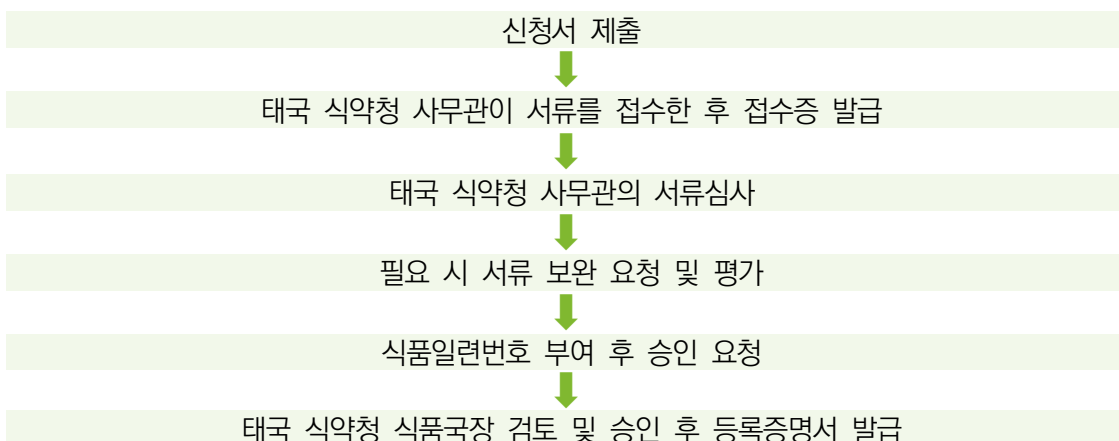 신청서 제출
태국 식약청 사무관이 서류를 접수한 후 접수증 발급
태국 식약청 사무관의 서류심사
필요 시 서류 보완 요청 및 평가
식품일련번호 부여 후 승인 요청
태국 식약청 식품국장 검토 및 승인 후 등록증명서 발급